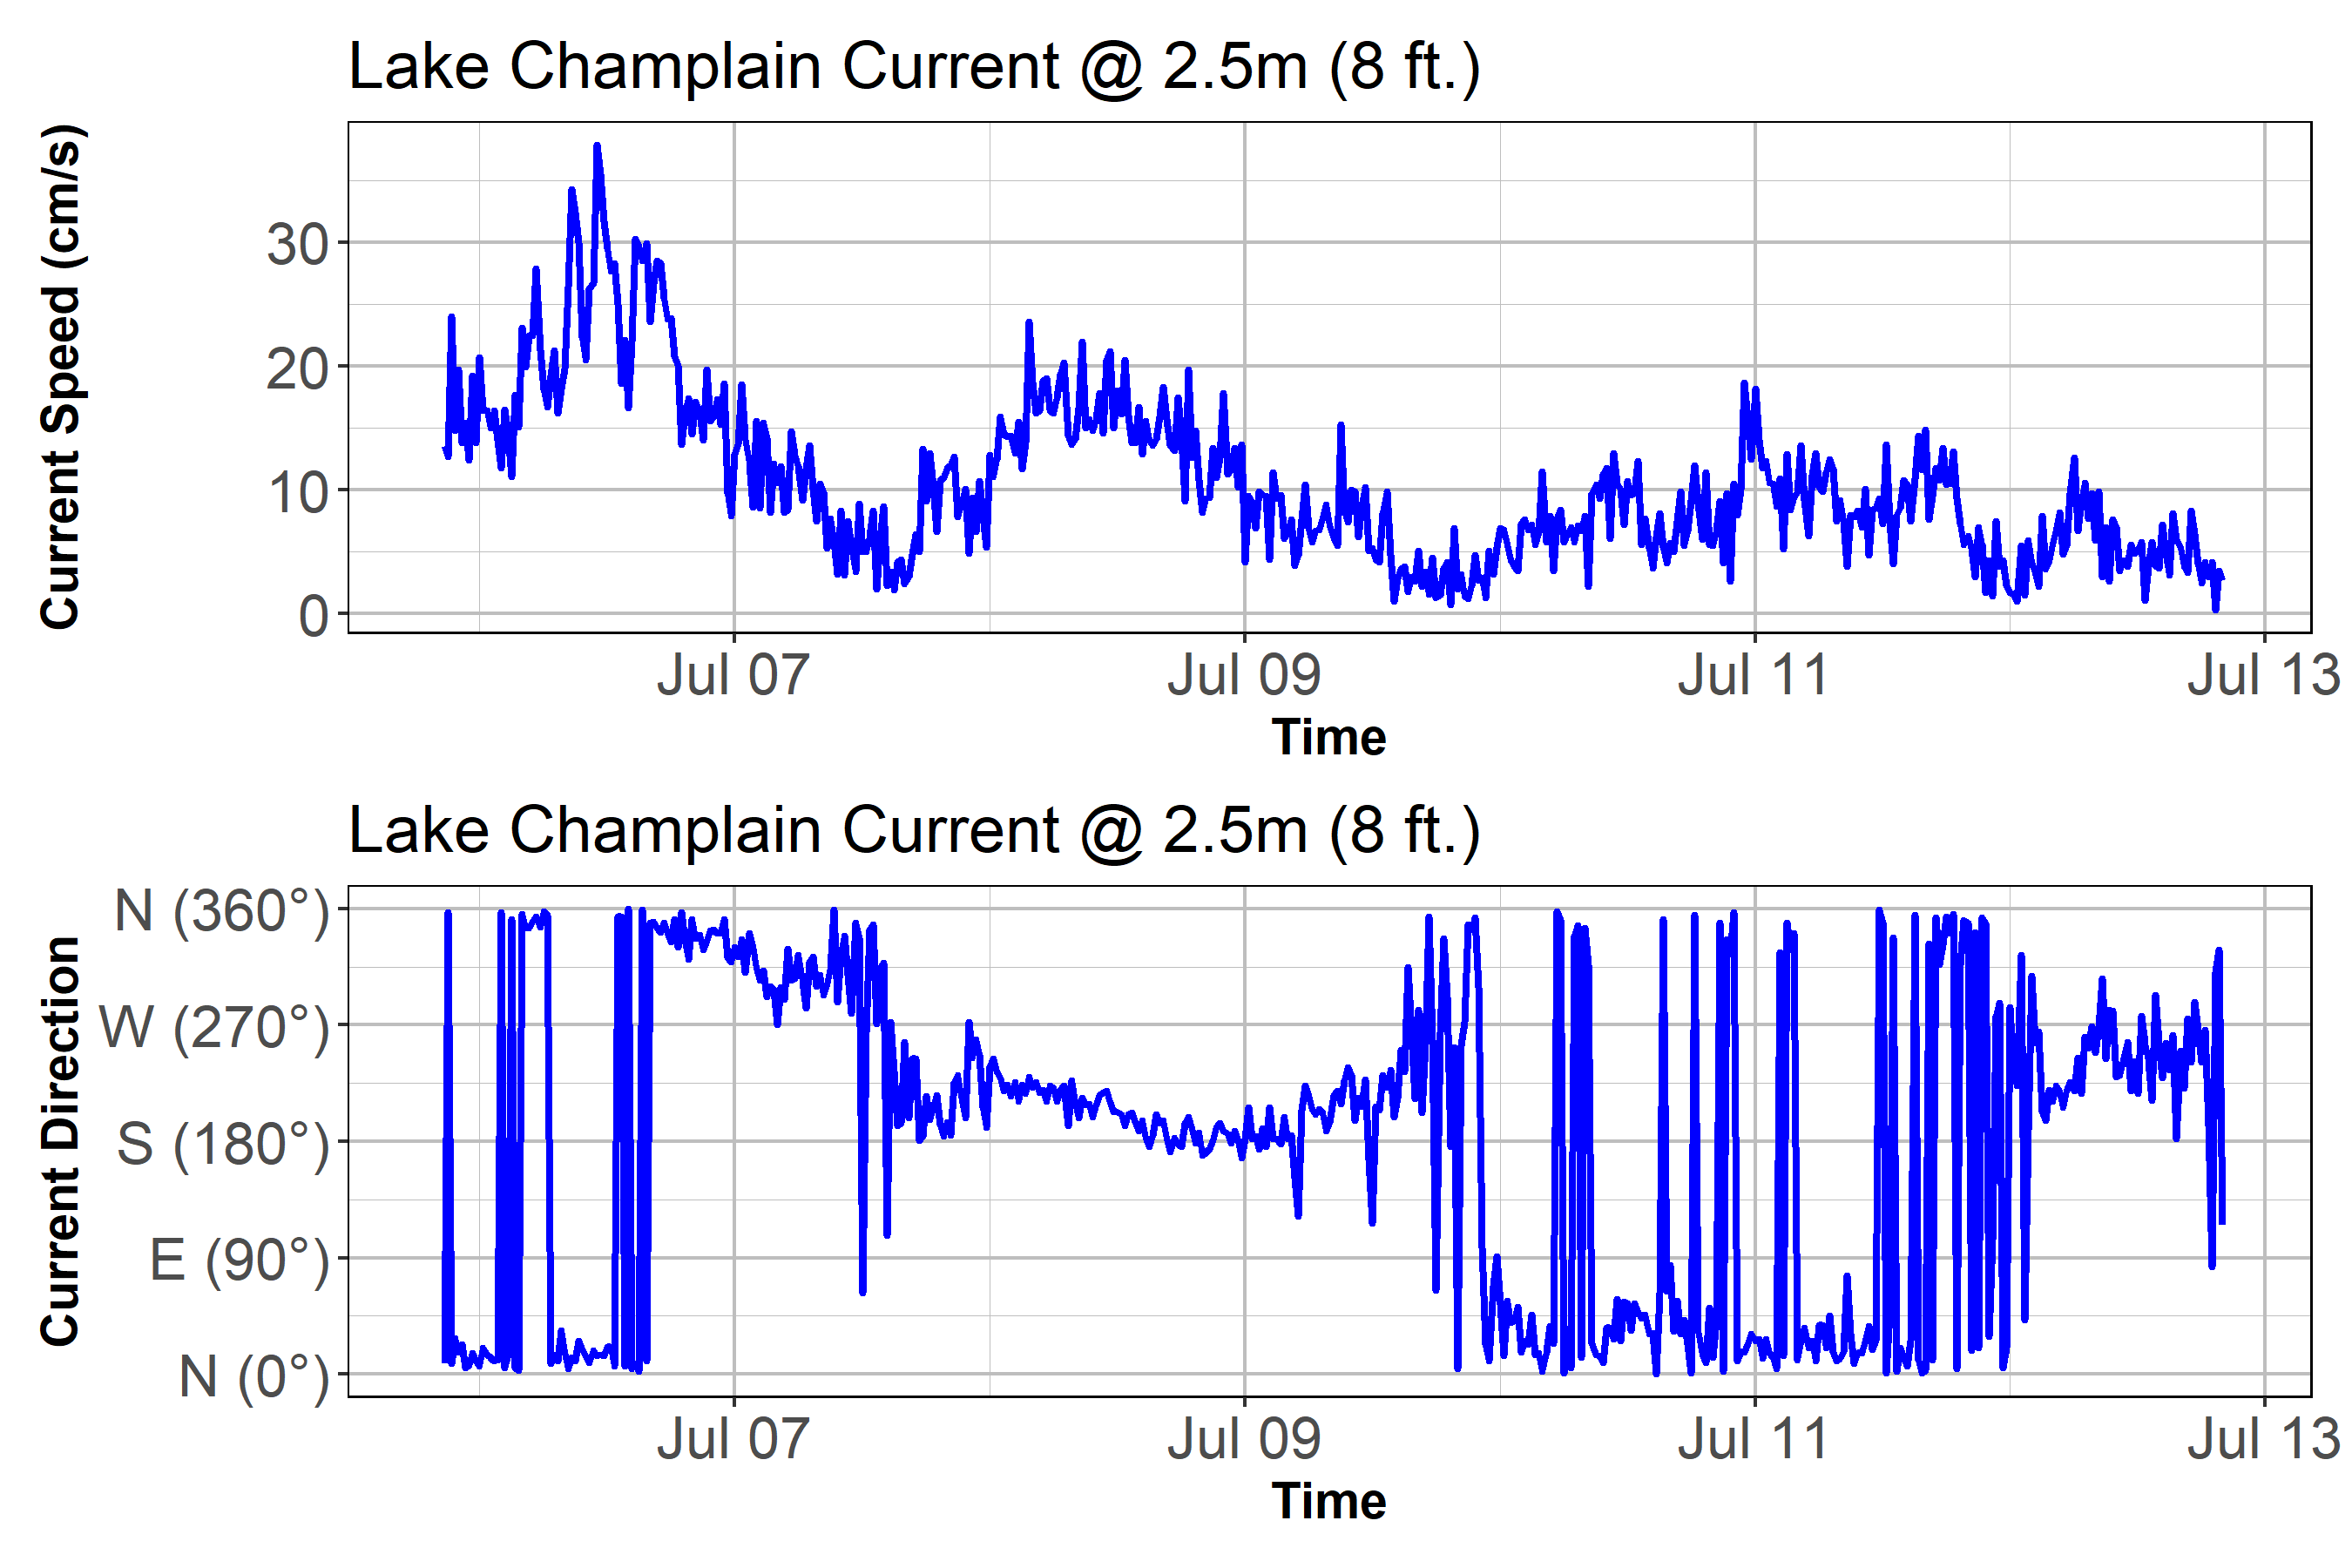 Lake Champlain Current @ 2.5m (8 ft.)
Current Speed (cm/s)
30
20
10
0
Jul 07 Jul 09 Jul 11 Jul 13
Time
Lake Champlain Current @ 2.5m (8 ft.)
Current Direction
N (360°)
W (270°)
S (180°)
E (90°)
N (0°)
Jul 07 Jul 09 Jul 11 Jul 13
Time